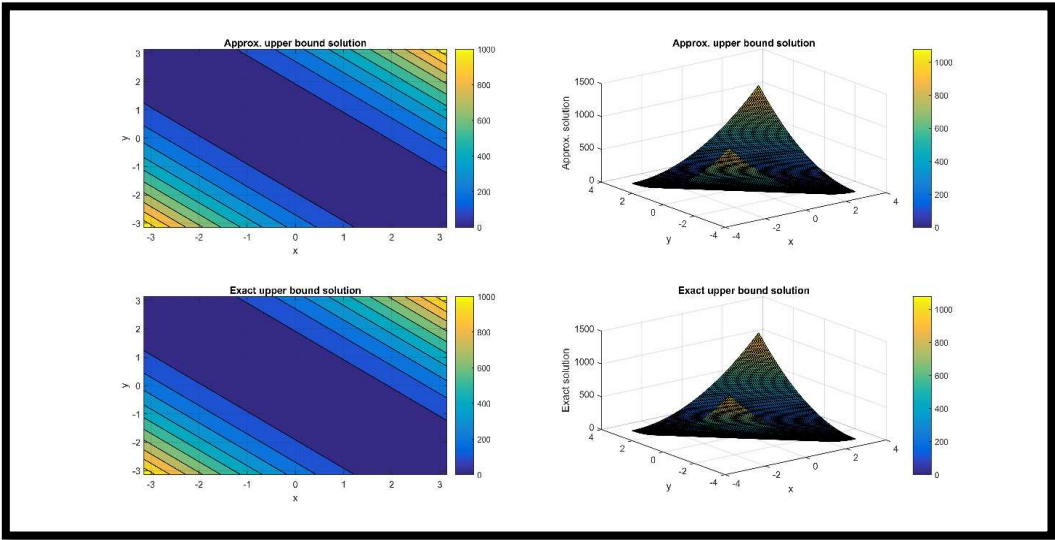 Approx. upper bound solution
3
2
1
0
-1
-2
-3
y
-3 -2 -1 0 1 2 3
x
1000
800
600
400
200
0
Approx. upper bound solution
1500
1000
500
0
Approx. solution
4 2 0 -2 -4
y
-4 -2 0 2 4
x
1000
800
600
400
200
0
Exact upper bound solution
3
2
1
0
-1
-2
-3
y
-3 -2 -1 0 1 2 3
x
1000
800
600
400
200
0
Exact upper bound solution
1500
1000
500
0
Exact solution
4 2 0 -2 -4
y
-4 -2 0 2 4
x
1000
800
600
400
200
0